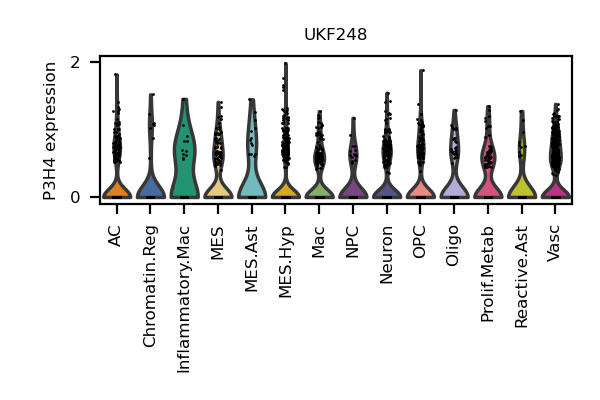 UKF248
P3H4 expression
2
0
AC
Chromatin.Reg
Inflammatory.Mac
MES
MES.Ast
MES.Hyp
Mac
NPC
Neuron
OPC
Oligo
Prolif.Metab
Reactive.Ast
Vasc